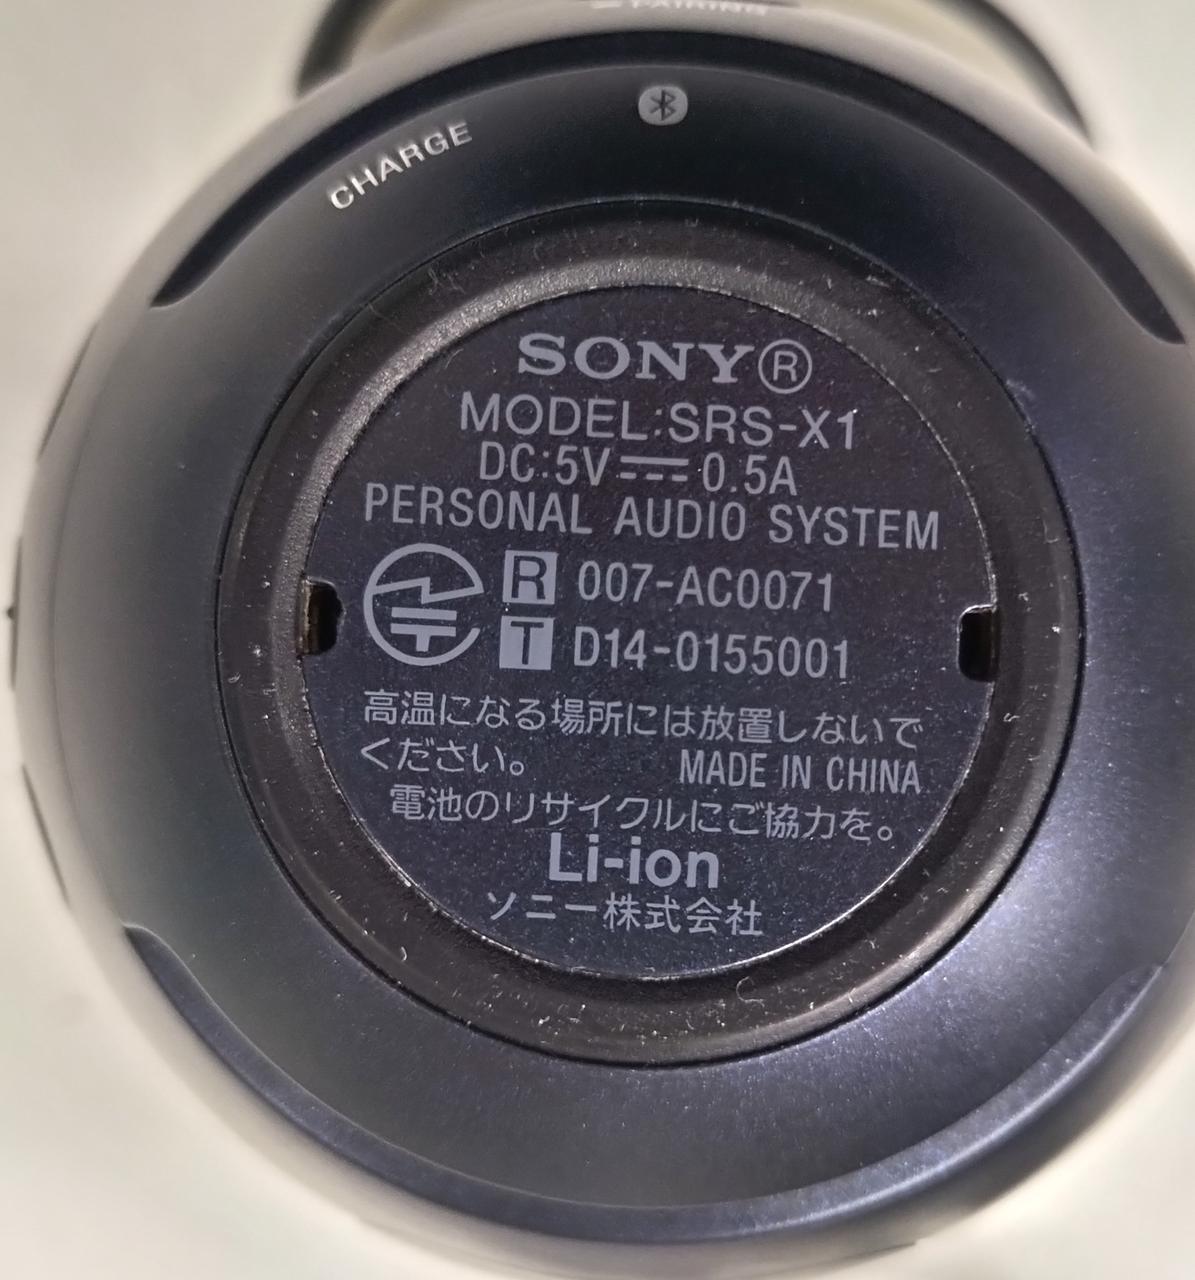 PAIRING
CHARGE
SONY®
MODEL:SRS-X1
DC:5V⎓0.5A
PERSONAL AUDIO SYSTEM
R 007-AC0071
T D14-0155001
高温になる場所には放置しないで
ください。 MADE IN CHINA
電池のリサイクルにご協力を。
Li-ion
ソニー株式会社